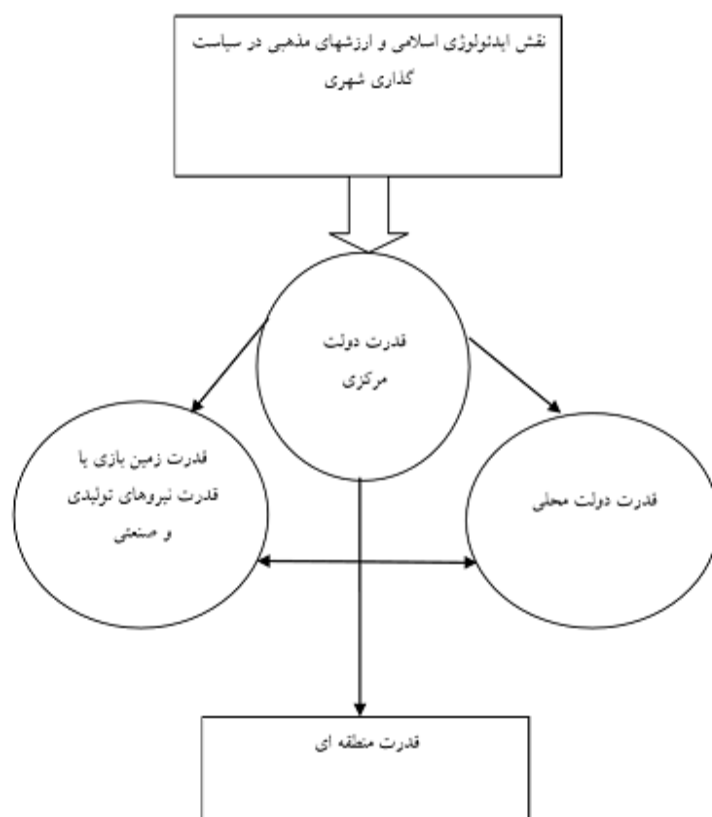 نقش ایدئولوژی اسلامی و ارزشهای مذهبی در سیاست
گذاری شهری
قدرت دولت
مرکزی
قدرت زمین بازی یا
قدرت نیروهای تولیدی
و صنعتی
قدرت دولت محلی
قدرت منطقه ای